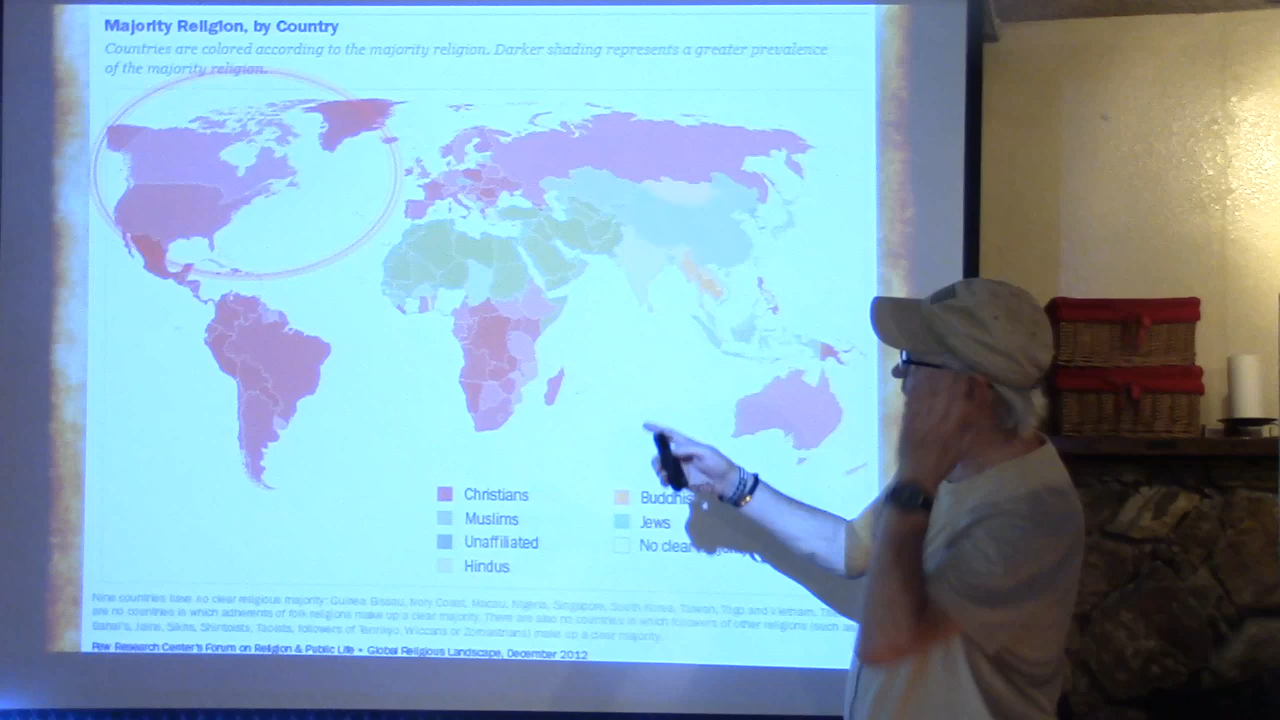 Majority Religion, by Country
Countries are colored according to the majority religion. Darker shading represents a greater prevalence
of the majority religion.
Christians
Muslims
Unaffiliated
Hindus
Buddhis
Jews
No clear majority
Nine countries have no clear religious majority: Guinea Bissau, Ivory Coast, Macau, Nigeria, Singapore, South Korea, Taiwan, Togo and Vietnam.
are no countries in which adherents of folk religions make up a clear majority. There are also no countries in which followers of other religions (such as
Baha'is, Jains, Sikhs, Shintoists, Taoists, followers of Tenrikyo, Wiccans or Zoroastrians) make up a clear majority.
Pew Research Center's Forum on Religion & Public Life • Global Religious Landscape, December 2012